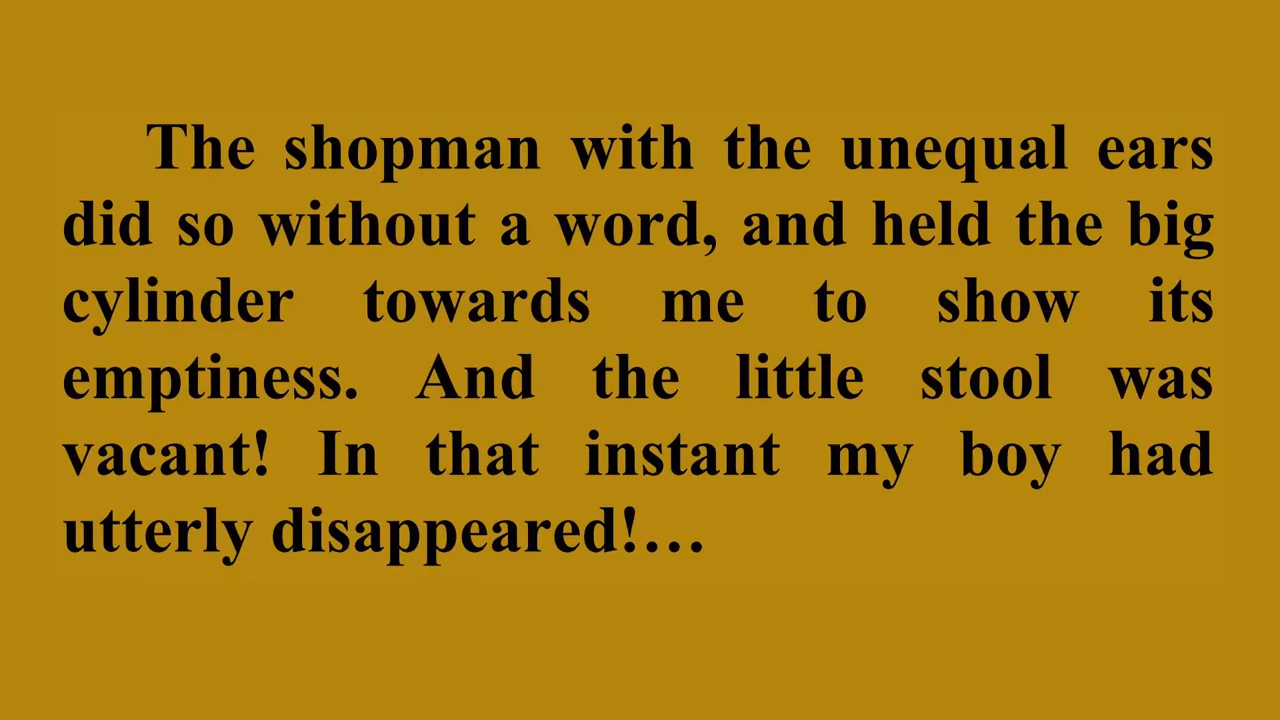 The shopman with the unequal ears
did so without a word, and held the big
cylinder towards me to show its
emptiness. And the little stool was
vacant! In that instant my boy had
utterly disappeared!…